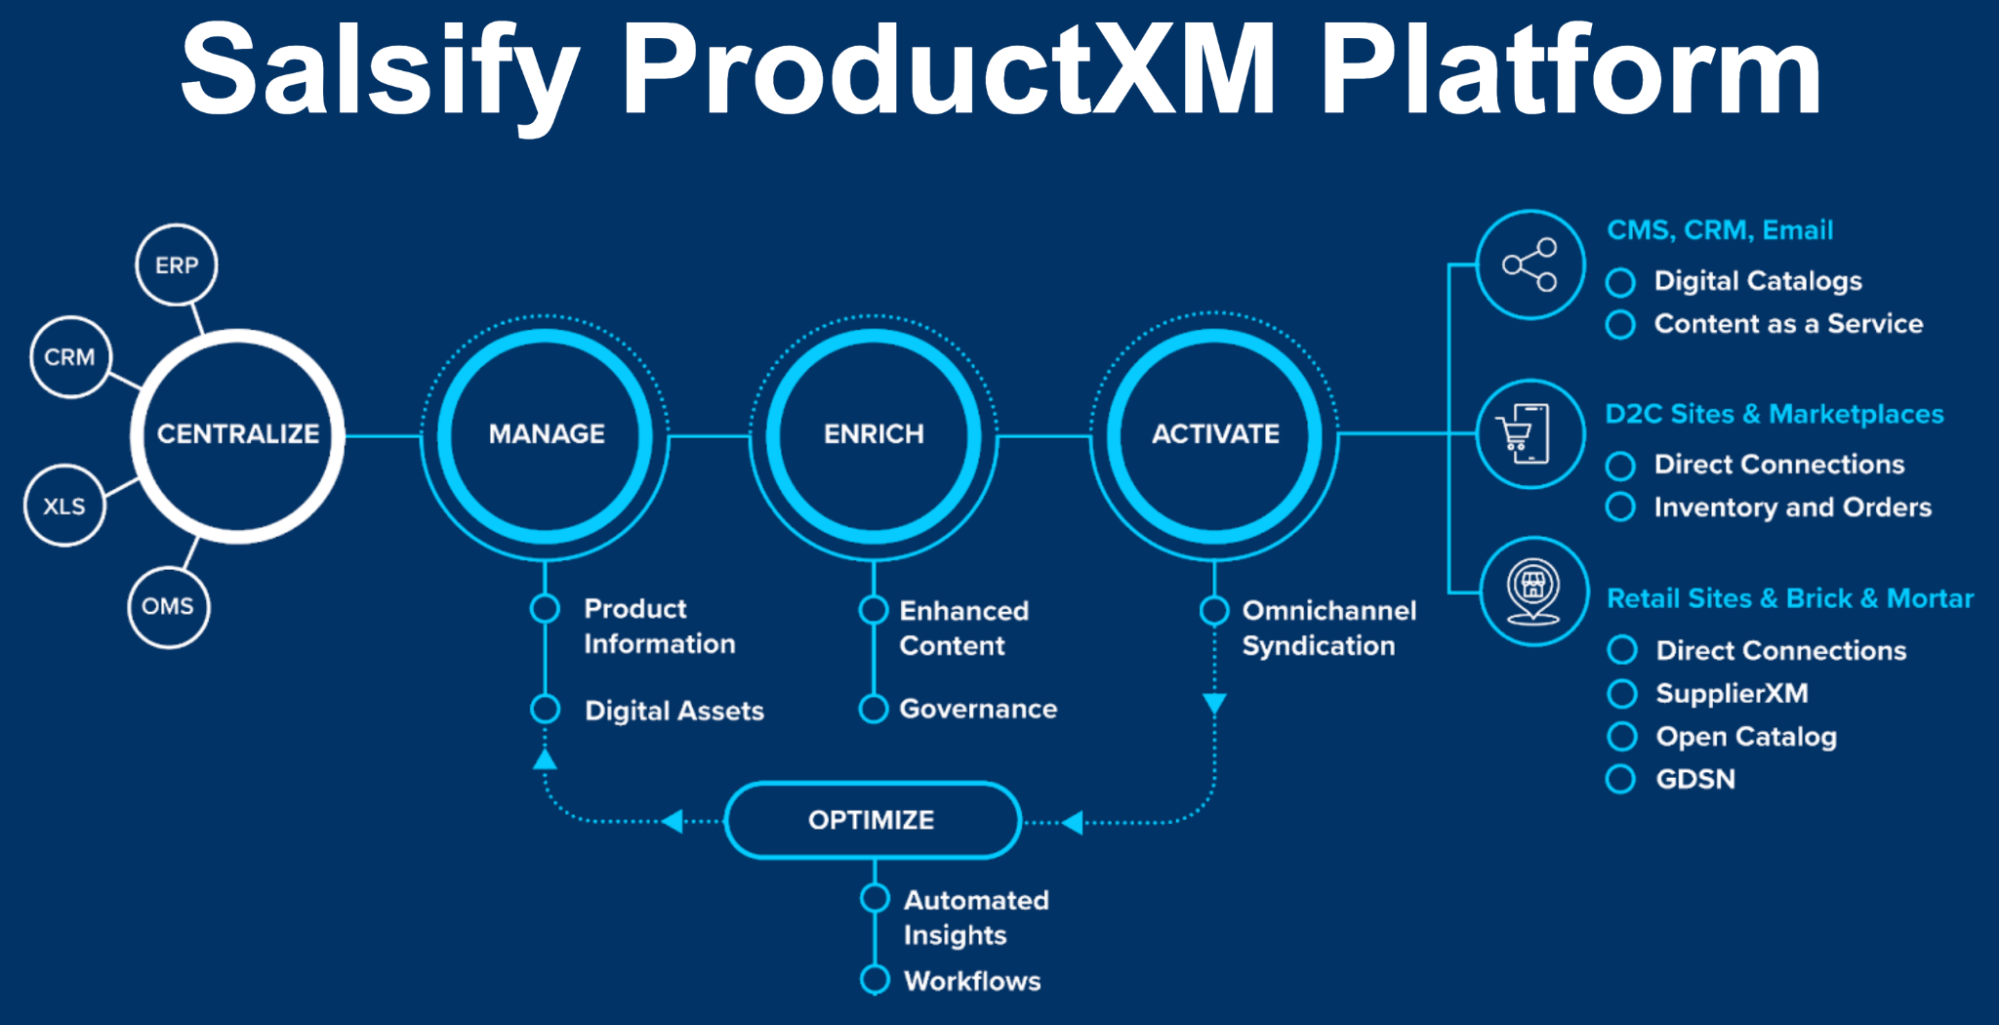 Salsify ProductXM Platform
ERP
CRM
XLS
OMS
CENTRALIZE
MANAGE
Product
Information
Digital Assets
ENRICH
Enhanced
Content
Governance
ACTIVATE
Omnichannel
Syndication
OPTIMIZE
Automated
Insights
Workflows
CMS, CRM, Email
Digital Catalogs
Content as a Service
D2C Sites & Marketplaces
Direct Connections
Inventory and Orders
Retail Sites & Brick & Mortar
Direct Connections
SupplierXM
Open Catalog
GDSN